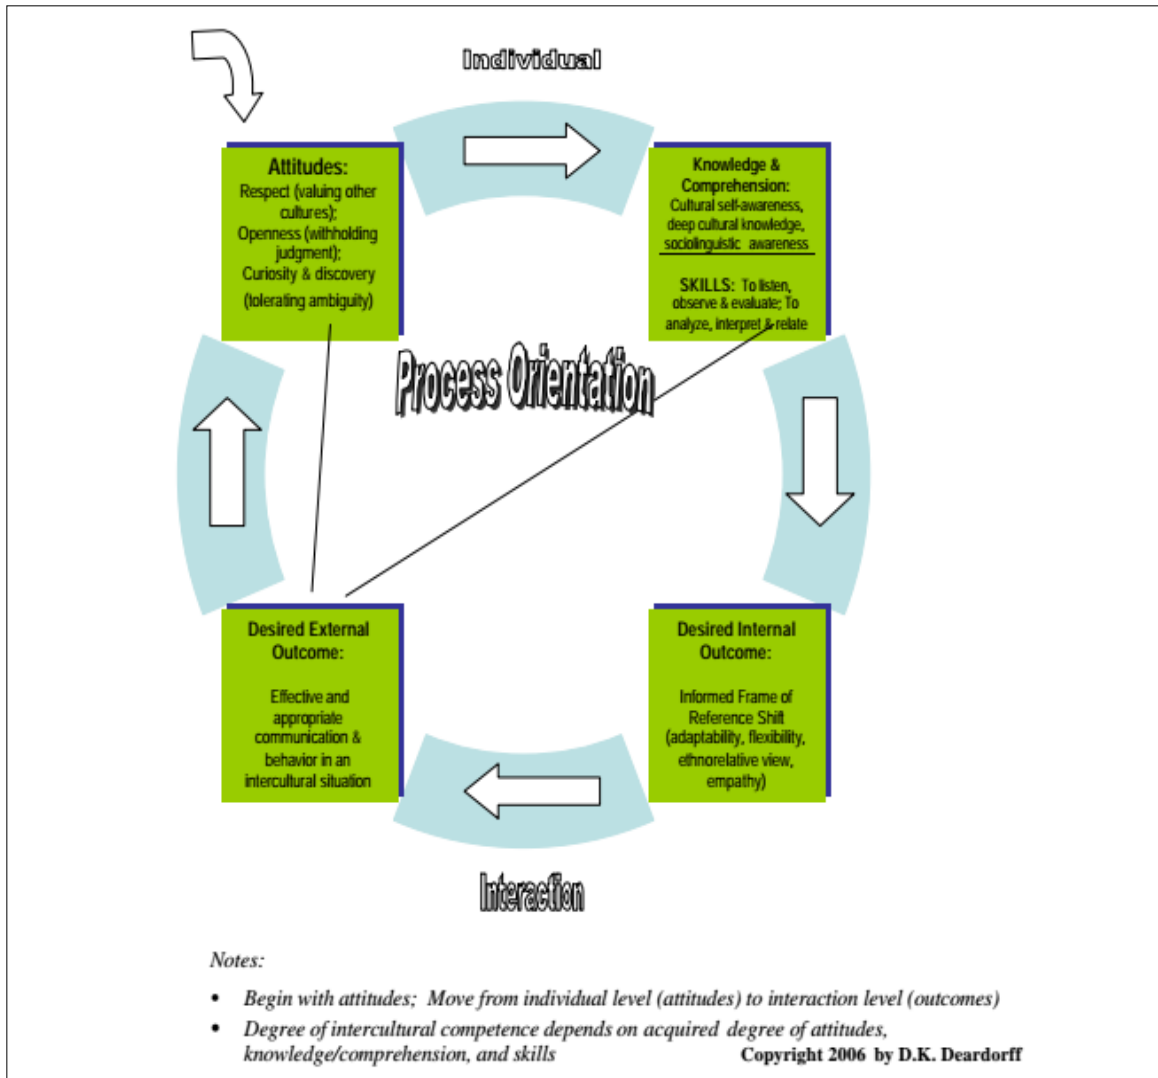 Individual
Attitudes:
Respect (valuing other
cultures);
Openness (withholding
judgment);
Curiosity & discovery
(tolerating ambiguity)
Knowledge &
Comprehension:
Cultural self-awareness,
deep cultural knowledge,
sociolinguistic awareness
SKILLS: To listen,
observe & evaluate; To
analyze, interpret & relate
Process Orientation
Desired External
Outcome:
Effective and
appropriate
communication &
behavior in an
intercultural situation
Desired Internal
Outcome:
Informed Frame of
Reference Shift
(adaptability, flexibility,
ethnorelative view,
empathy)
Interaction
Notes:
• Begin with attitudes; Move from individual level (attitudes) to interaction level (outcomes)
• Degree of intercultural competence depends on acquired degree of attitudes,
knowledge/comprehension, and skills Copyright 2006 by D.K. Deardorff